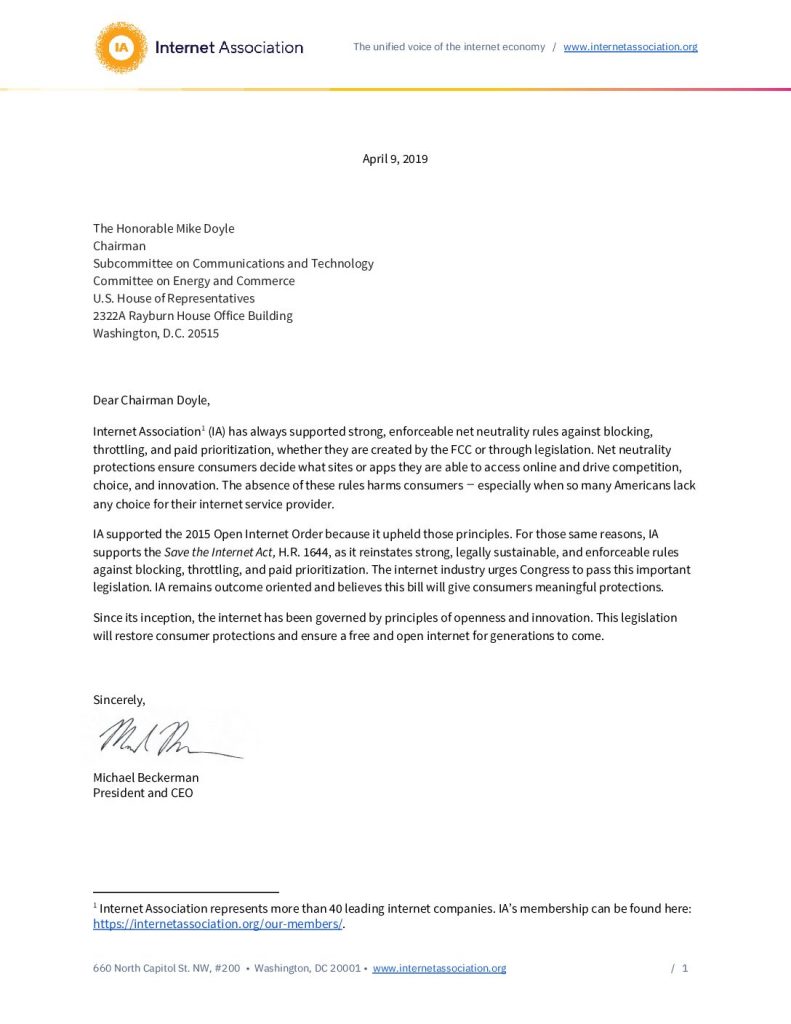 IA Internet Association
The unified voice of the internet economy / www.internetassociation.org
April 9, 2019
The Honorable Mike Doyle
Chairman
Subcommittee on Communications and Technology
Committee on Energy and Commerce
U.S. House of Representatives
2322A Rayburn House Office Building
Washington, D.C. 20515
Dear Chairman Doyle,
Internet Association¹ (IA) has always supported strong, enforceable net neutrality rules against blocking,
throttling, and paid prioritization, whether they are created by the FCC or through legislation. Net neutrality
protections ensure consumers decide what sites or apps they are able to access online and drive competition,
choice, and innovation. The absence of these rules harms consumers — especially when so many Americans lack
any choice for their internet service provider.
IA supported the 2015 Open Internet Order because it upheld those principles. For those same reasons, IA
supports the Save the Internet Act, H.R. 1644, as it reinstates strong, legally sustainable, and enforceable rules
against blocking, throttling, and paid prioritization. The internet industry urges Congress to pass this important
legislation. IA remains outcome oriented and believes this bill will give consumers meaningful protections.
Since its inception, the internet has been governed by principles of openness and innovation. This legislation
will restore consumer protections and ensure a free and open internet for generations to come.
Sincerely,
Michael Beckerman
President and CEO
¹ Internet Association represents more than 40 leading internet companies. IA's membership can be found here:
https://internetassociation.org/our-members/.
660 North Capitol St. NW, #200 • Washington, DC 20001 • www.internetassociation.org / 1